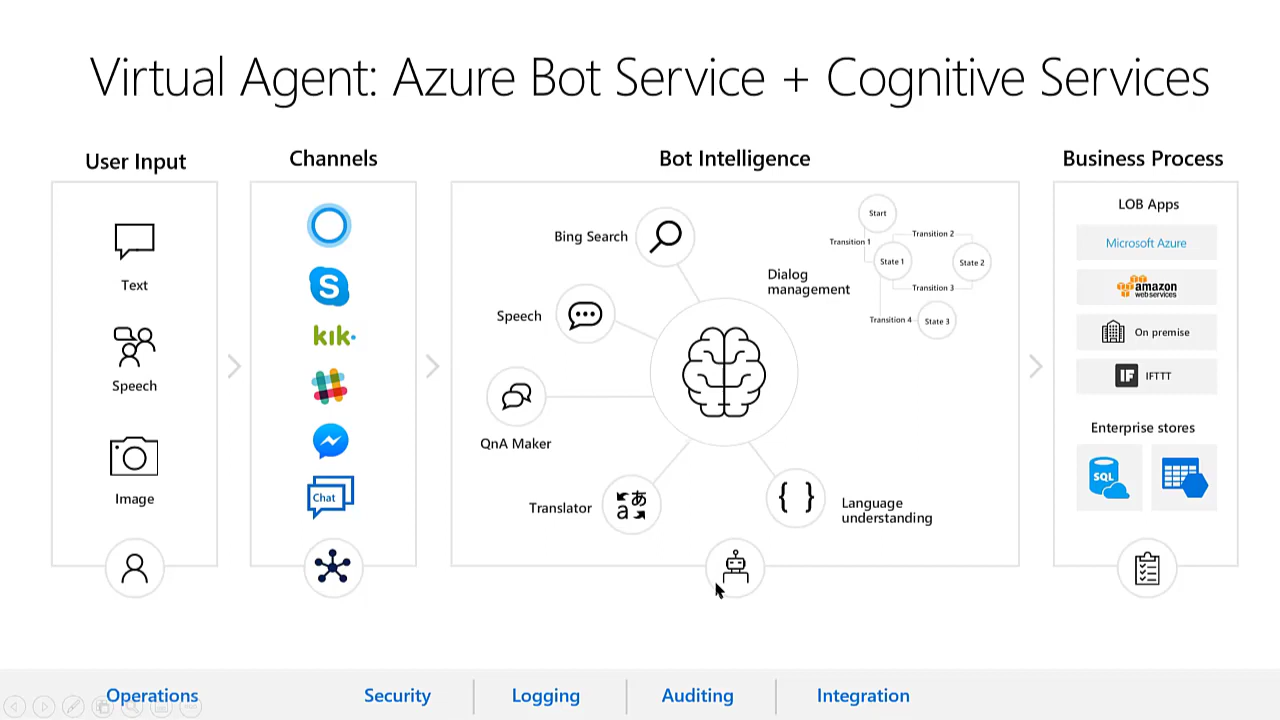 Virtual Agent: Azure Bot Service + Cognitive Services
User Input
Text
Speech
Image
Channels
S
kik
Chat
Bot Intelligence
Bing Search
Speech
QnA Maker
Translator
あ
a
{ }
Language
understanding
Dialog
management
Start
Transition 1
Transition 2
State 1
State 2
Transition 3
Transition 4
State 3
Business Process
LOB Apps
Microsoft Azure
amazon
webservices
On premise
IF
IFTTT
Enterprise stores
SQL
Operations
Security
Logging
Auditing
Integration